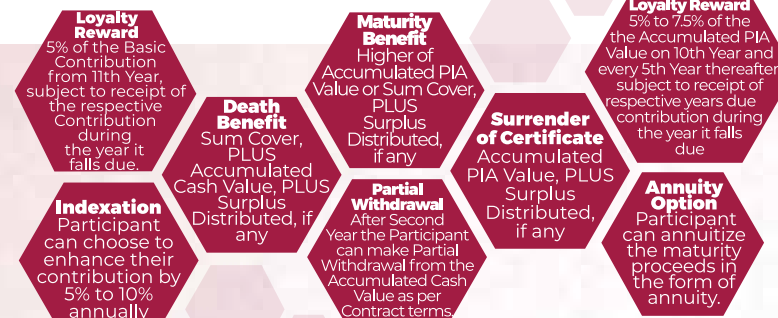 Loyalty
Reward
5% of the Basic
Contribution
from 11th Year,
subject to receipt of
the respective
Contribution
during
the year it
falls due.
Indexation
Participant
can choose to
enhance their
contribution by
5% to 10%
annually
Death
Benefit
Sum Cover,
PLUS
Accumulated
Cash Value, PLUS
Surplus
Distributed, if
any
Maturity
Benefit
Higher of
Accumulated PIA
Value or Sum Cover,
PLUS
Surplus
Distributed,
if any
Partial
Withdrawal
After Second
Year the Participant
can make Partial
Withdrawal from the
Accumulated Cash
Value as per
Contract terms.
Surrender
of Certificate
Accumulated
PIA Value, PLUS
Surplus
Distributed,
if any
Loyalty Reward
5% to 7.5% of the
the Accumulated PIA
Value on 10th Year and
every 5th Year thereafter
subject to receipt of
respective years due
contribution during
the year it falls
due
Annuity
Option
Participant
can annuitize
the maturity
proceeds in
the form of
annuity.